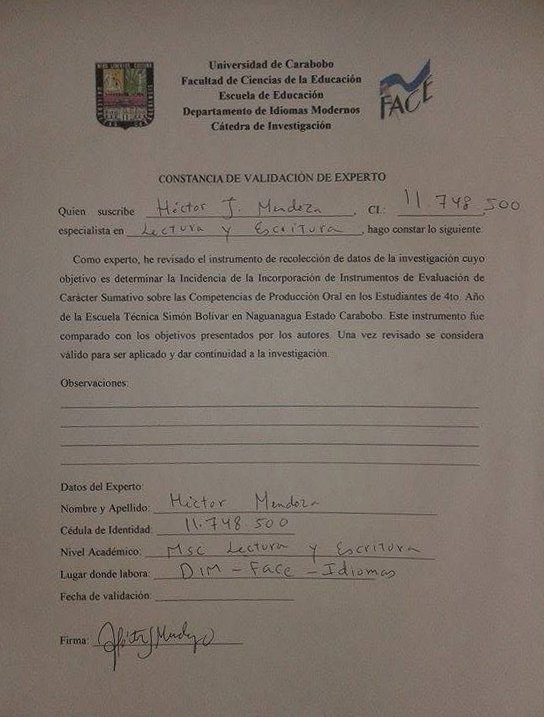 Universidad de Carabobo
Facultad de Ciencias de la Educación
Escuela de Educación
Departamento de Idiomas Modernos
Cátedra de Investigación
FACE
CONSTANCIA DE VALIDACIÓN DE EXPERTO
Quien suscribe Héctor J. Mendoza, CI: 11.748 500
especialista en Lectura y Escritura, hago constar lo siguiente.
Como experto, he revisado el instrumento de recolección de datos de la investigación cuyo
objetivo es determinar la Incidencia de la Incorporación de Instrumentos de Evaluación de
Carácter Sumativo sobre las Competencias de Producción Oral en los Estudiantes de 4to. Año
de la Escuela Técnica Simón Bolívar en Naguanagua Estado Carabobo. Este instrumento fue
comparado con los objetivos presentados por los autores. Una vez revisado se considera
válido para ser aplicado y dar continuidad a la investigación.
Observaciones:
Datos del Experto:
Nombre y Apellido: Héctor Mendoza
Cédula de Identidad: 11.748 500
Nivel Académico: Msc Lectura y Escritura
Lugar donde labora: DIM - Face - Idiomas
Fecha de validación:
Firma: